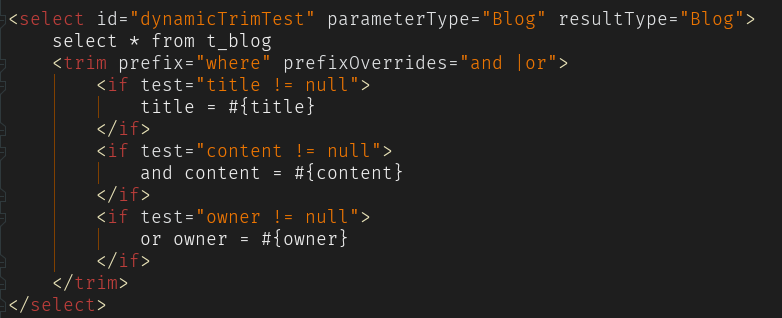 <select id="dynamicTrimTest" parameterType="Blog" resultType="Blog">
    select * from t_blog
    <trim prefix="where" prefixOverrides="and |or">
        <if test="title != null">
            title = #{title}
        </if>
        <if test="content != null">
            and content = #{content}
        </if>
        <if test="owner != null">
            or owner = #{owner}
        </if>
    </trim>
</select>